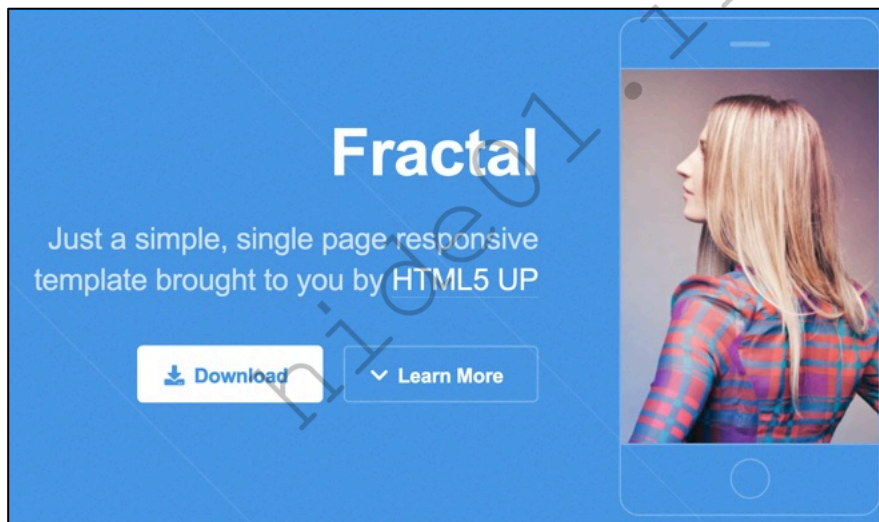 Fractal
Just a simple, single page responsive
template brought to you by HTML5 UP
Download
Learn More